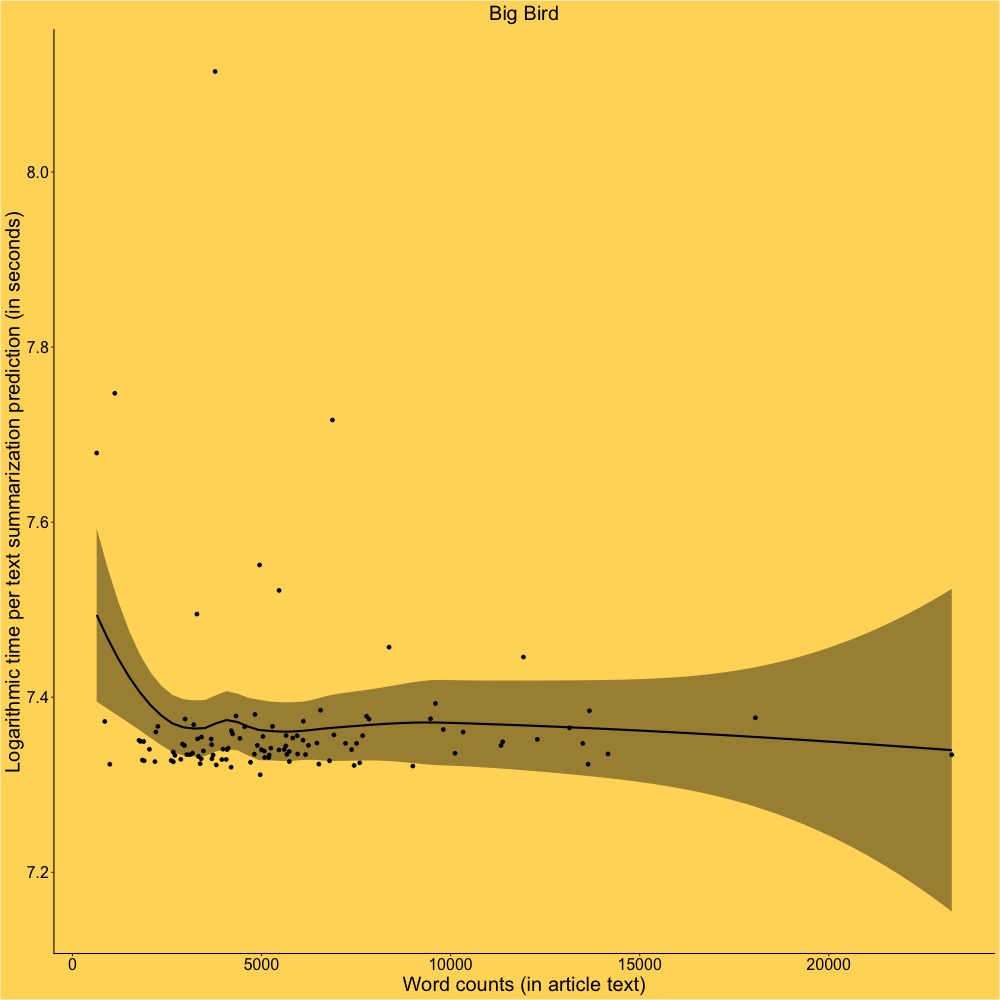 Big Bird
Logarithmic time per text summarization prediction (in seconds)
8.0
7.8
7.6
7.4
7.2
0 5000 10000 15000 20000
Word counts (in article text)